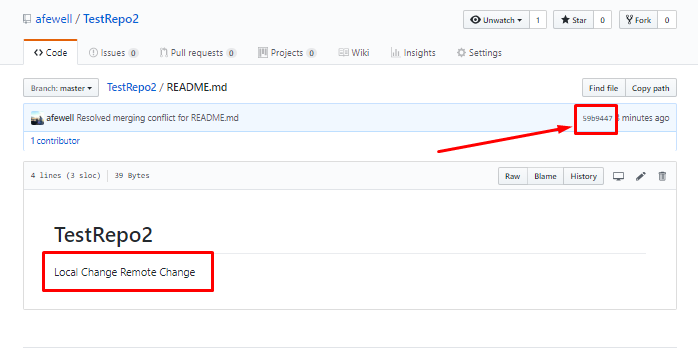 afewell / TestRepo2
Unwatch 1 Star 0 Fork 0
Code Issues 0 Pull requests 0 Projects 0 Wiki Insights Settings
Branch: master TestRepo2 / README.md Find file Copy path
afewell Resolved merging conflict for README.md 59b9447 minutes ago
1 contributor
4 lines (3 sloc) 39 Bytes Raw Blame History
TestRepo2
Local Change Remote Change